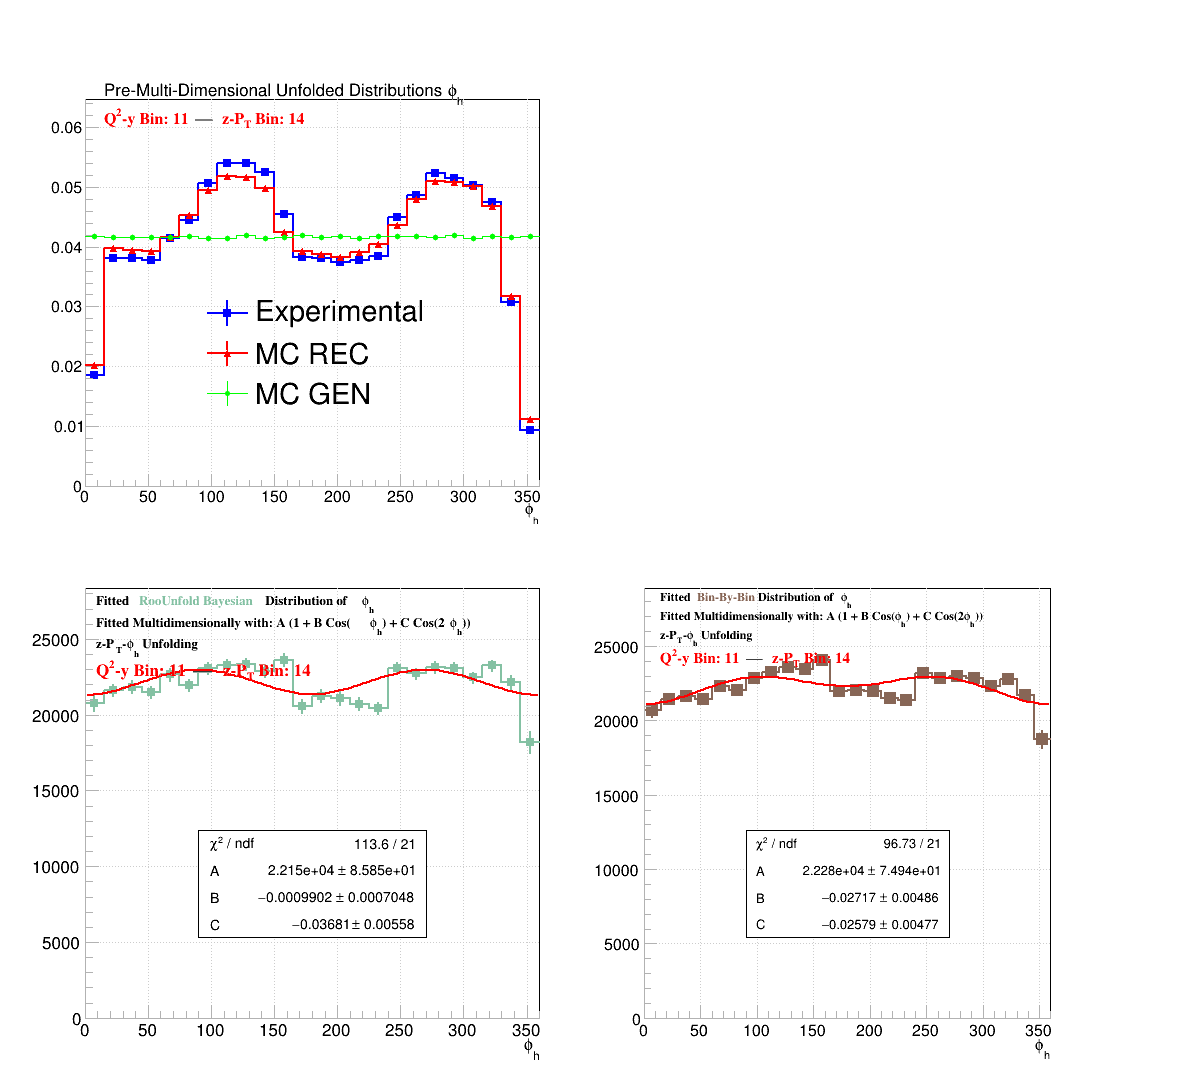 Pre-Multi-Dimensional Unfolded Distributions ϕh
Q²-y Bin: 11 — z-PT Bin: 14
0.06
0.05
0.04
0.03
0.02
0.01
0
Experimental
MC REC
MC GEN
0 50 100 150 200 250 300 350
ϕh
Fitted RooUnfold Bayesian Distribution of ϕh
Fitted Multidimensionally with: A (1 + B Cos( ϕh) + C Cos(2 ϕh))
z-PT-ϕh Unfolding
Q²-y Bin: 11 — z-PT Bin: 14
25000
20000
15000
10000
5000
0
χ² / ndf 113.6 / 21
A 2.215e+04 ± 8.585e+01
B −0.0009902 ± 0.0007048
C −0.03681 ± 0.00558
0 50 100 150 200 250 300 350
ϕh
Fitted Bin-By-Bin Distribution of ϕh
Fitted Multidimensionally with: A (1 + B Cos(ϕh) + C Cos(2ϕh))
z-PT-ϕh Unfolding
Q²-y Bin: 11 — z-PT Bin: 14
25000
20000
15000
10000
5000
0
χ² / ndf 96.73 / 21
A 2.228e+04 ± 7.494e+01
B −0.02717 ± 0.00486
C −0.02579 ± 0.00477
0 50 100 150 200 250 300 350
ϕh